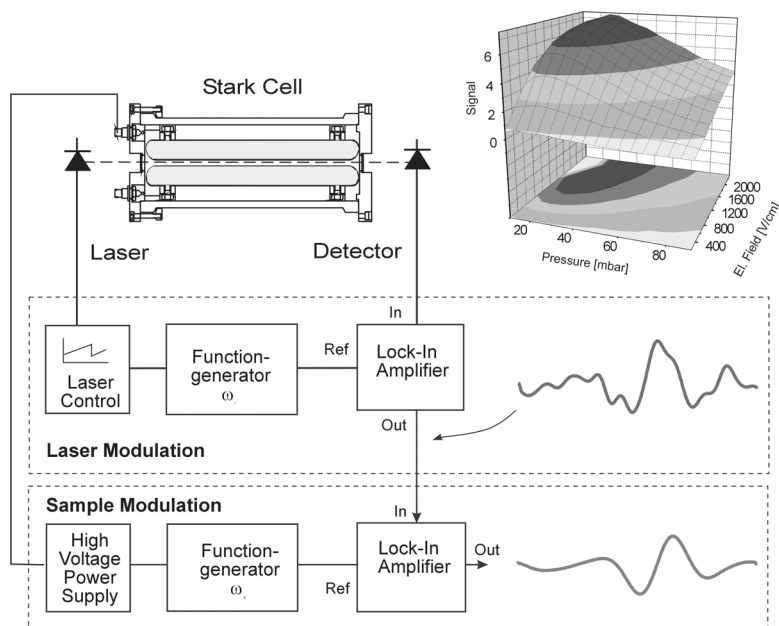 Stark Cell
Laser
Detector
Signal
6
4
2
0
20
40
60
80
Pressure [mbar]
2000
1600
1200
800
400
El. Field [V/cm]
In
Laser
Control
Function-
generator
ω
Ref
Lock-In
Amplifier
Out
Laser Modulation
Sample Modulation
In
High
Voltage
Power
Supply
Function-
generator
ω
Ref
Lock-In
Amplifier
Out